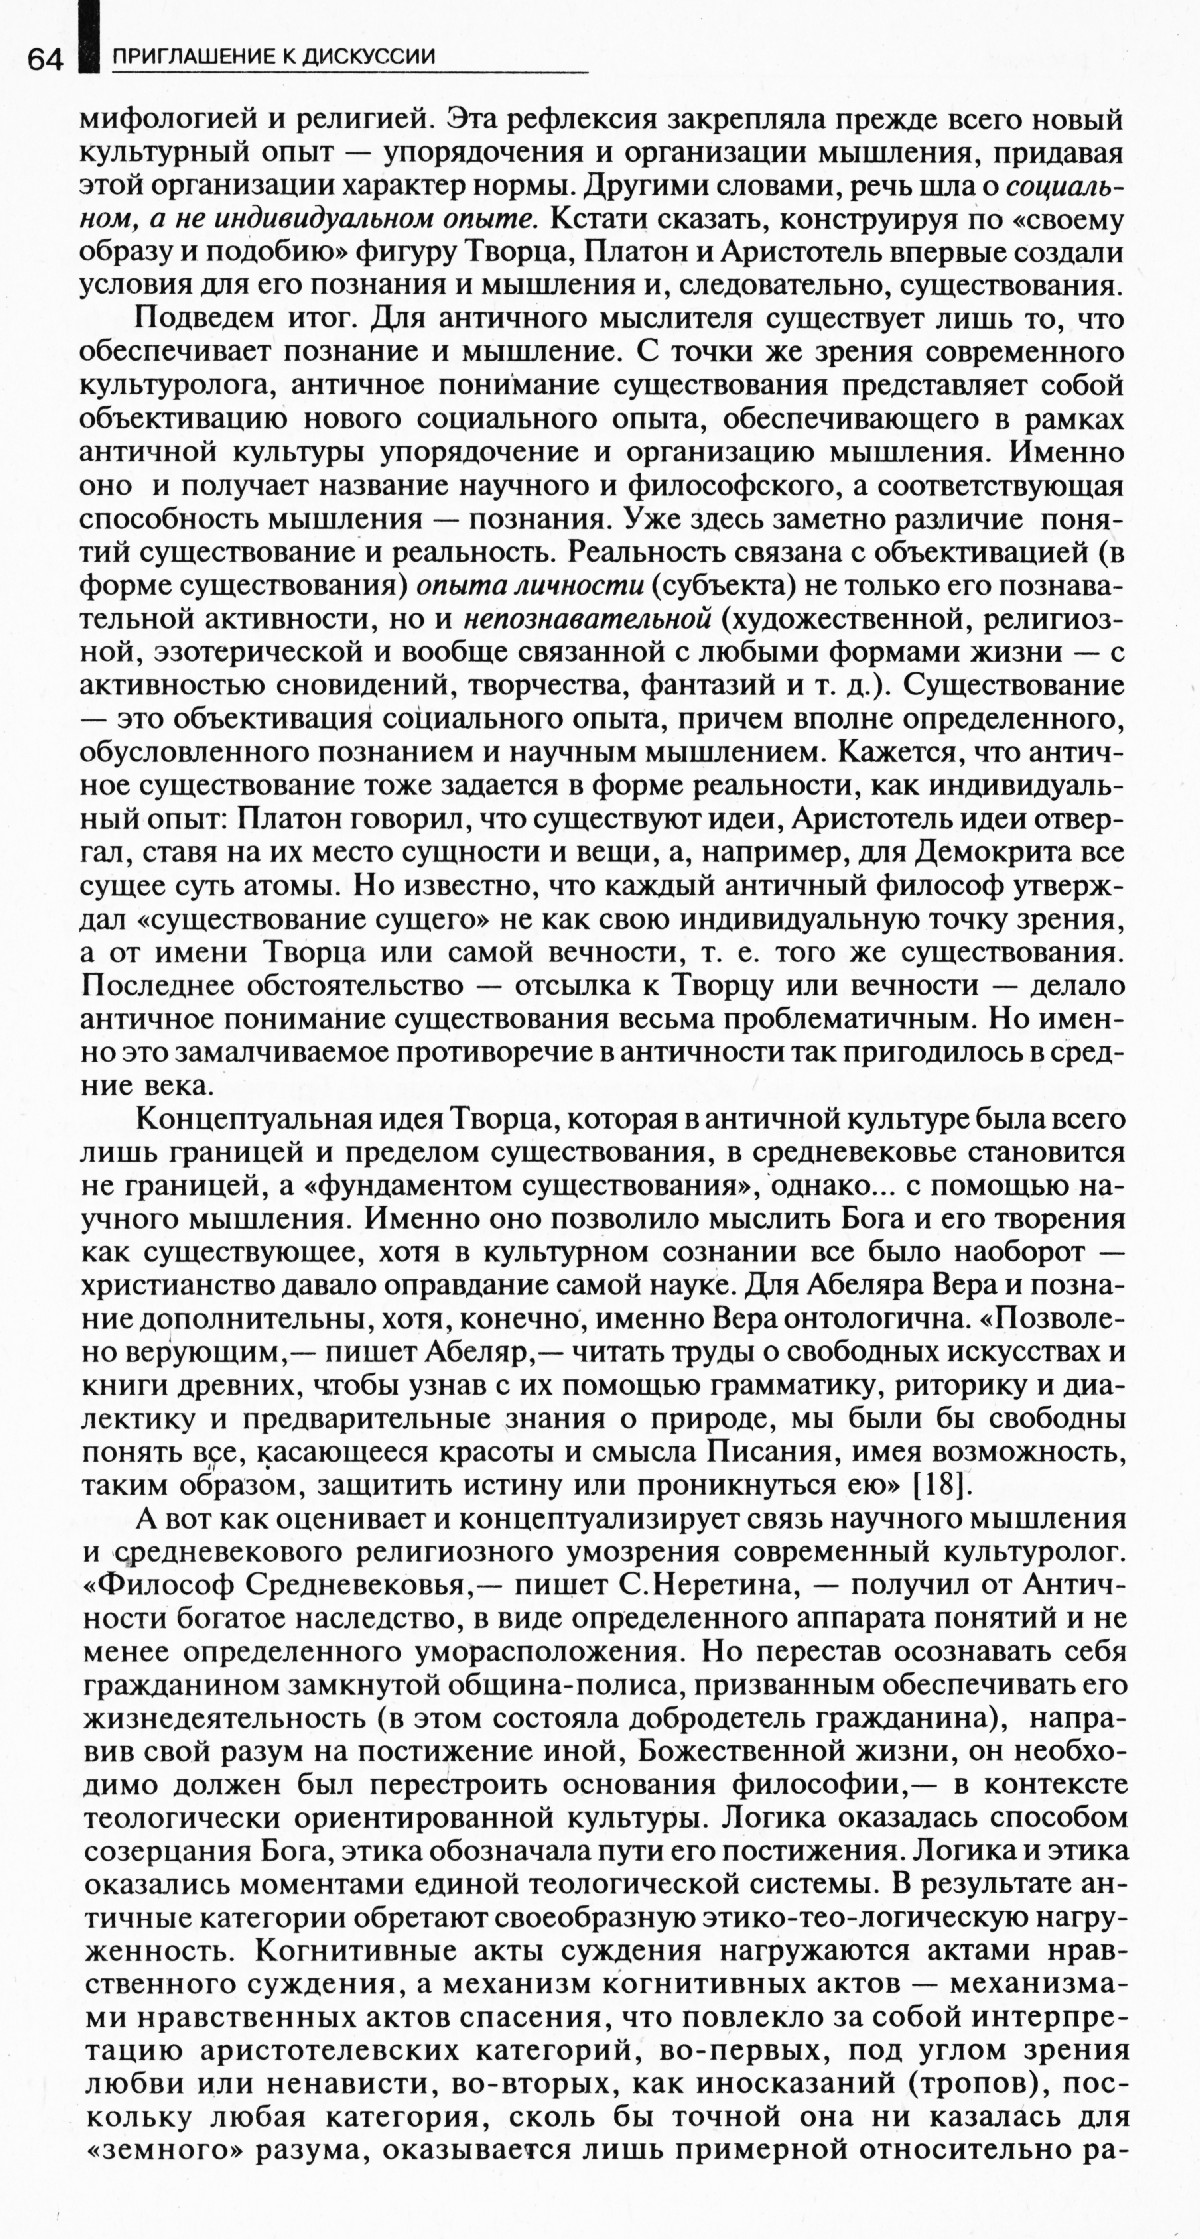 64
ПРИГЛАШЕНИЕ К ДИСКУССИИ
мифологией и религией. Эта рефлексия закрепляла прежде всего новый
культурный опыт — упорядочения и организации мышления, придавая
этой организации характер нормы. Другими словами, речь шла о социаль-
ном, а не индивидуальном опыте. Кстати сказать, конструируя по «своему
образу и подобию» фигуру Творца, Платон и Аристотель впервые создали
условия для его познания и мышления и, следовательно, существования.
Подведем итог. Для античного мыслителя существует лишь то, что
обеспечивает познание и мышление. С точки же зрения современного
культуролога, античное понимание существования представляет собой
объективацию нового социального опыта, обеспечивающего в рамках
античной культуры упорядочение и организацию мышления. Именно
оно и получает название научного и философского, а соответствующая
способность мышления — познания. Уже здесь заметно различие поня-
тий существование и реальность. Реальность связана с объективацией (в
форме существования) опыта личности (субъекта) не только его познава-
тельной активности, но и непознавательной (художественной, религиоз-
ной, эзотерической и вообще связанной с любыми формами жизни — с
активностью сновидений, творчества, фантазий и т. д.). Существование
— это объективация социального опыта, причем вполне определенного,
обусловленного познанием и научным мышлением. Кажется, что антич-
ное существование тоже задается в форме реальности, как индивидуаль-
ный опыт: Платон говорил, что существуют идеи, Аристотель идеи отвер-
гал, ставя на их место сущности и вещи, а, например, для Демокрита все
сущее суть атомы. Но известно, что каждый античный философ утверж-
дал «существование сущего» не как свою индивидуальную точку зрения,
а от имени Творца или самой вечности, т. е. того же существования.
Последнее обстоятельство — отсылка к Творцу или вечности — делало
античное понимание существования весьма проблематичным. Но имен-
но это замалчиваемое противоречие в античности так пригодилось в сред-
ние века.
Концептуальная идея Творца, которая в античной культуре была всего
лишь границей и пределом существования, в средневековье становится
не границей, а «фундаментом существования», однако... с помощью на-
учного мышления. Именно оно позволило мыслить Бога и его творения
как существующее, хотя в культурном сознании все было наоборот —
христианство давало оправдание самой науке. Для Абеляра Вера и позна-
ние дополнительны, хотя, конечно, именно Вера онтологична. «Позволе-
но верующим,— пишет Абеляр,— читать труды о свободных искусствах и
книги древних, чтобы узнав с их помощью грамматику, риторику и диа-
лектику и предварительные знания о природе, мы были бы свободны
понять все, касающееся красоты и смысла Писания, имея возможность,
таким образом, защитить истину или проникнуться ею» [18].
А вот как оценивает и концептуализирует связь научного мышления
и средневекового религиозного умозрения современный культуролог.
«Философ Средневековья,— пишет С.Неретина, — получил от Антич-
ности богатое наследство, в виде определенного аппарата понятий и не
менее определенного уморасположения. Но перестав осознавать себя
гражданином замкнутой община-полиса, призванным обеспечивать его
жизнедеятельность (в этом состояла добродетель гражданина), напра-
вив свой разум на постижение иной, Божественной жизни, он необхо-
димо должен был перестроить основания философии,— в контексте
теологически ориентированной культуры. Логика оказалась способом
созерцания Бога, этика обозначала пути его постижения. Логика и этика
оказались моментами единой теологической системы. В результате ан-
тичные категории обретают своеобразную этико-тео-логическую нагру-
женность. Когнитивные акты суждения нагружаются актами нрав-
ственного суждения, а механизм когнитивных актов — механизма-
ми нравственных актов спасения, что повлекло за собой интерпре-
тацию аристотелевских категорий, во-первых, под углом зрения
любви или ненависти, во-вторых, как иносказаний (тропов), пос-
кольку любая категория, сколь бы точной она ни казалась для
«земного» разума, оказывается лишь примерной относительно ра-